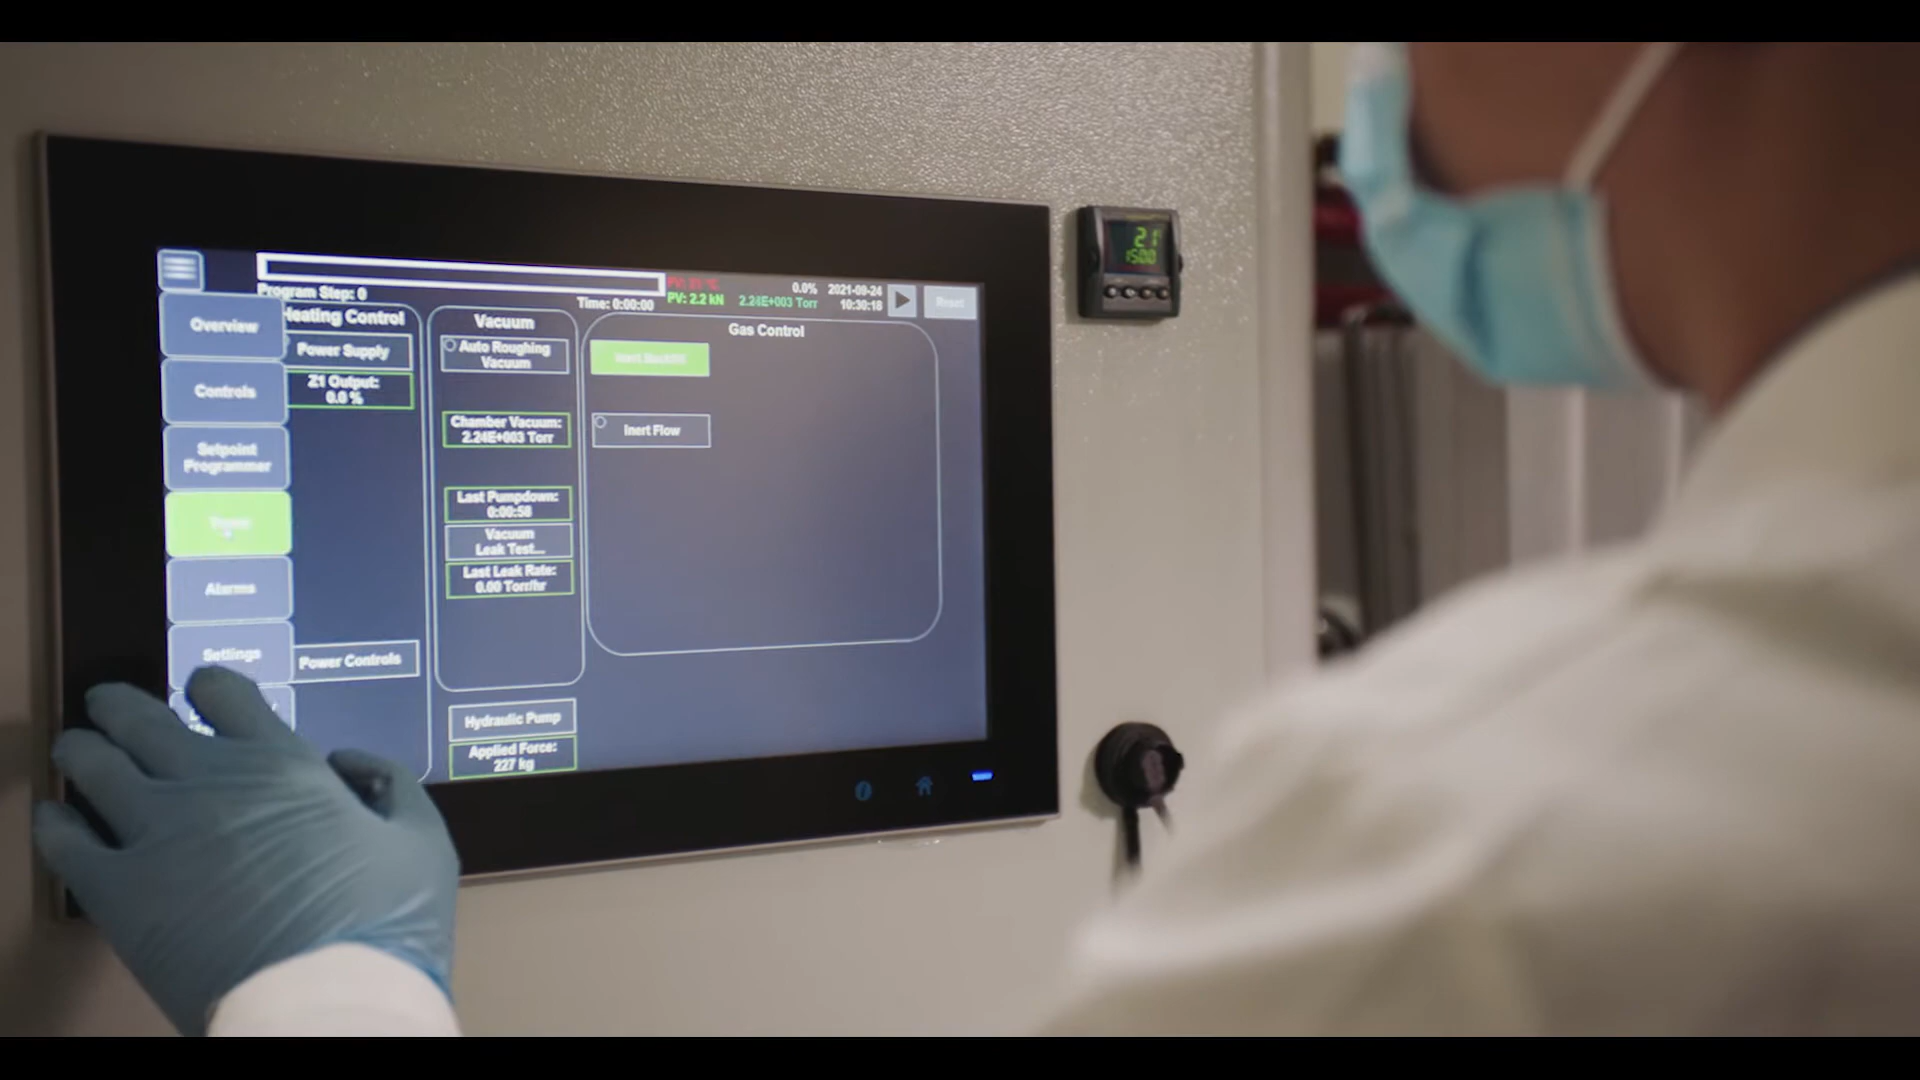 Program Step: 0
Time: 0:00:00
PV: 2.2 kN
0.0%
2.24E+003 Torr
2021-08-24
10:30:18
Reset
Overview
Controls
Setpoint
Programmer
Alarms
Settings
Heating Control
Power Supply
Z1 Output:
0.0 %
Power Controls
Vacuum
Auto Roughing
Vacuum
Chamber Vacuum:
2.24E+003 Torr
Last Pumpdown:
0:00:58
Vacuum
Leak Test...
Last Leak Rate:
0.00 Torr/hr
Hydraulic Pump
Applied Force:
227 kg
Gas Control
Inert Backfill
Inert Flow
21
1500